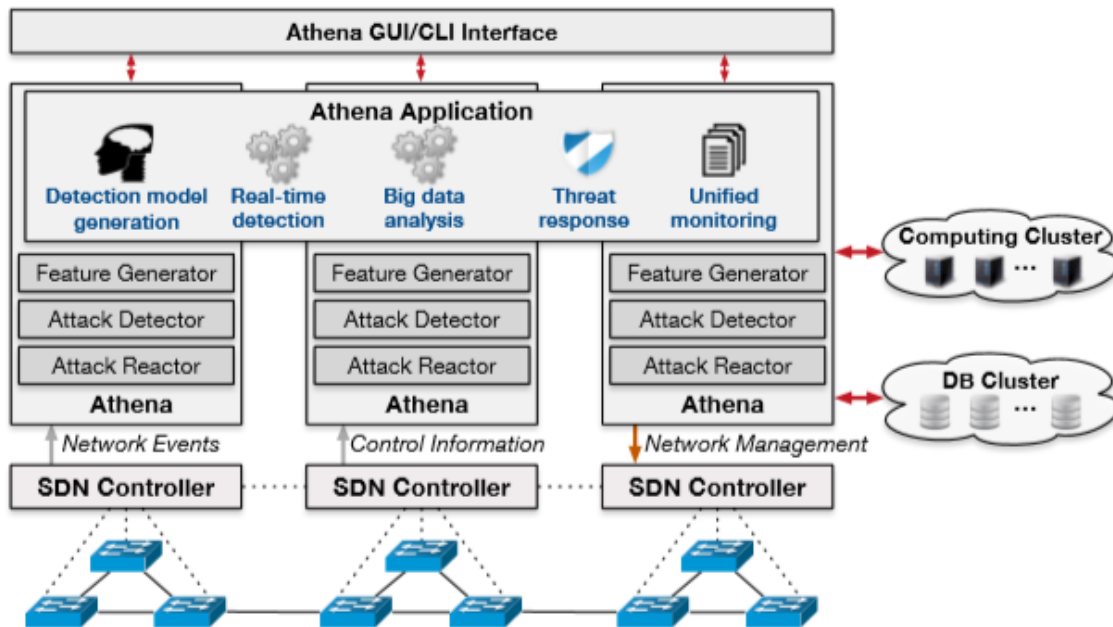 Athena GUI/CLI Interface
Athena Application
Detection model
generation
Real-time
detection
Big data
analysis
Threat
response
Unified
monitoring
Feature Generator
Attack Detector
Attack Reactor
Athena
Feature Generator
Attack Detector
Attack Reactor
Athena
Feature Generator
Attack Detector
Attack Reactor
Athena
Computing Cluster
...
DB Cluster
...
Network Events
Control Information
Network Management
SDN Controller
SDN Controller
SDN Controller